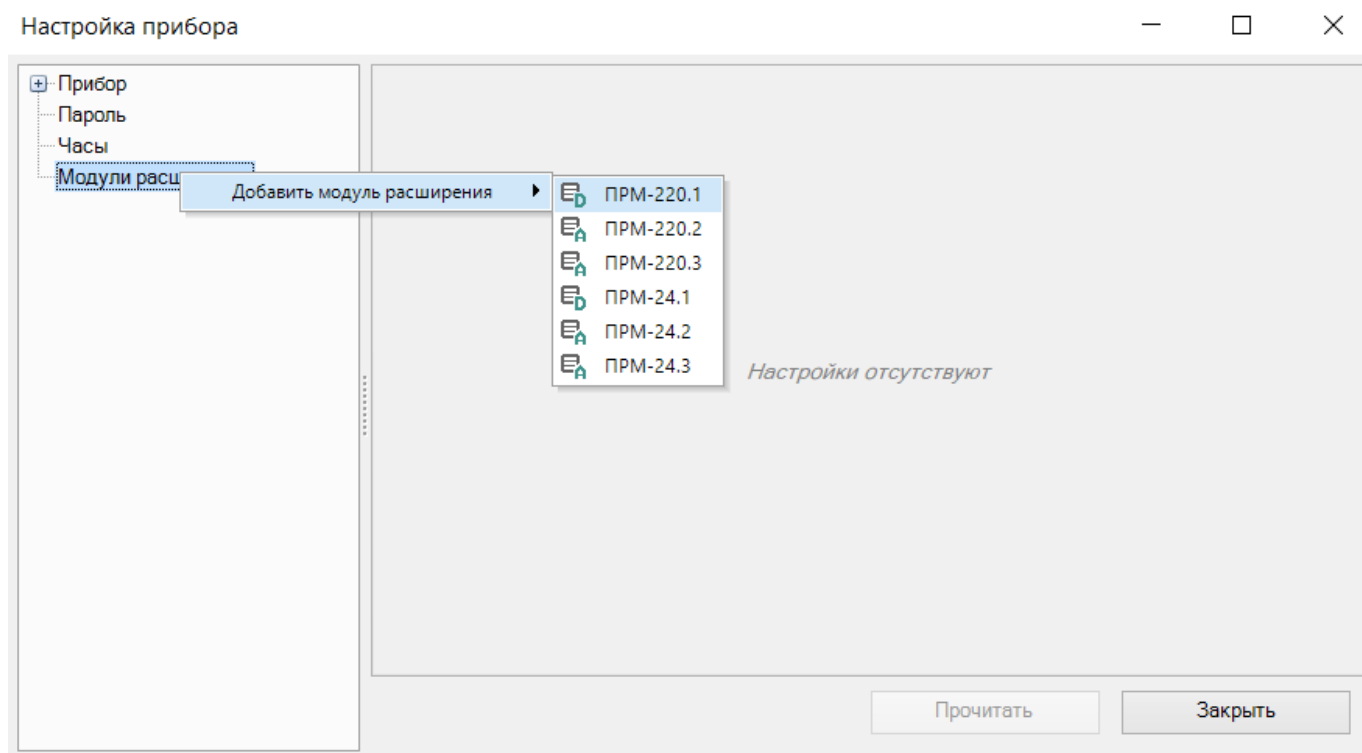 Настройка прибора
Прибор
Пароль
Часы
Модули
Добавить модуль расширения
ПРМ-220.1
ПРМ-220.2
ПРМ-220.3
ПРМ-24.1
ПРМ-24.2
ПРМ-24.3
Настройки отсутствуют
Прочитать
Закрыть